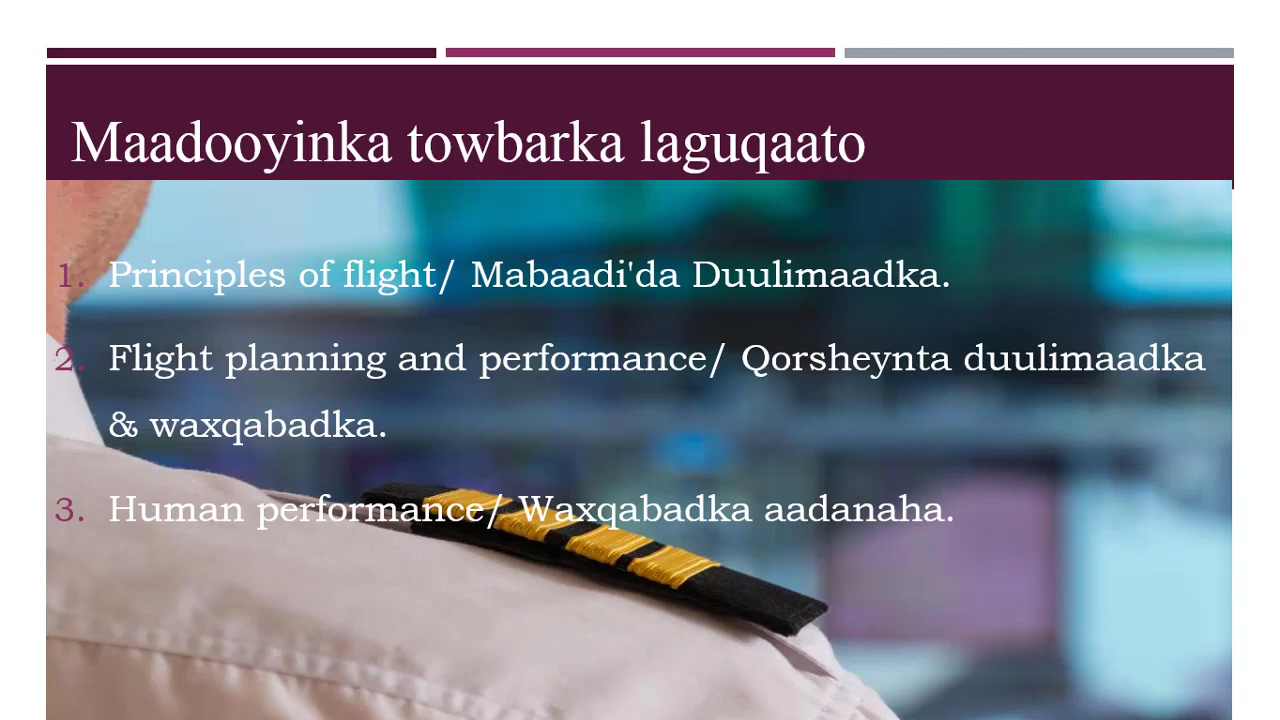 Maadooyinka towbarka laguqaato
1. Principles of flight/ Mabaadi'da Duulimaadka.
2. Flight planning and performance/ Qorsheynta duulimaadka
& waxqabadka.
3. Human performance/ Waxqabadka aadanaha.